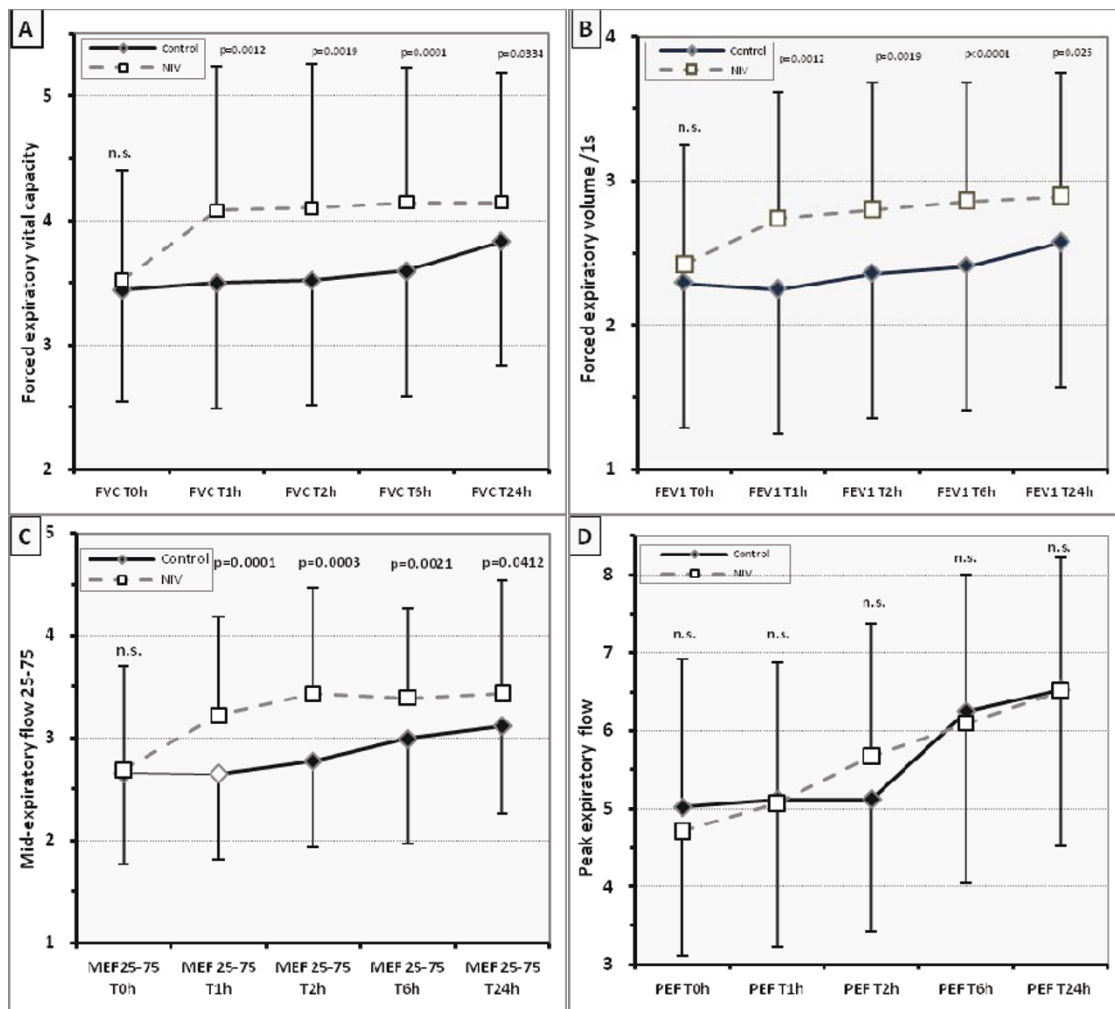 A
Control
NIV
p=0.0012
p=0.0019
p=0.0001
p=0.0334
n.s.
Forced expiratory vital capacity
5
4
3
2
FVC T0h
FVC T1h
FVC T2h
FVC T6h
FVC T24h
B
Control
NIV
p=0.0012
p=0.0019
p<0.0001
p=0.025
n.s.
Forced expiratory volume /1s
4
3
2
1
FEV1 T0h
FEV1 T1h
FEV1 T2h
FEV1 T6h
FEV1 T24h
C
Control
NIV
p=0.0001
p=0.0003
p=0.0021
p=0.0412
n.s.
Mid-expiratory flow 25-75
5
4
3
2
1
MEF 25-75 MEF 25-75 MEF 25-75 MEF 25-75 MEF 25-75
T0h T1h T2h T6h T24h
D
Control
NIV
n.s.
n.s.
n.s.
n.s.
n.s.
Peak expiratory flow
8
7
6
5
4
3
PEF T0h
PEF T1h
PEF T2h
PEF T6h
PEF T24h